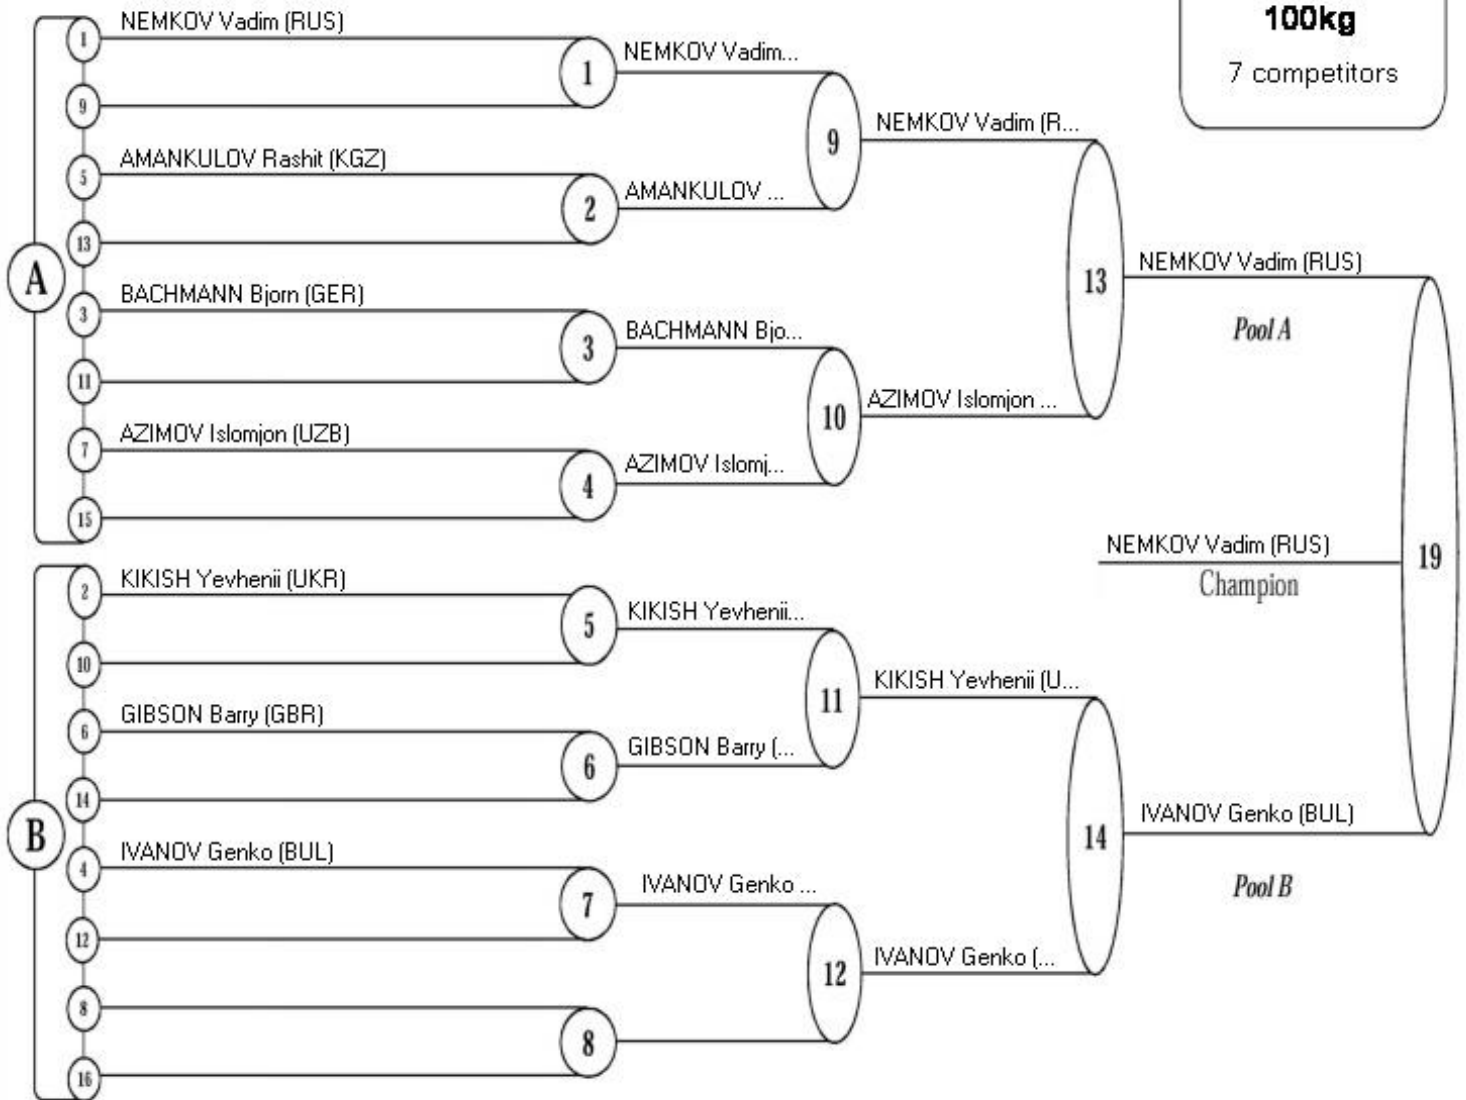 100kg
7 competitors
A
1
NEMKOV Vadim (RUS)
9
1
NEMKOV Vadim...
5
AMANKULOV Rashit (KGZ)
13
2
AMANKULOV ...
9
NEMKOV Vadim (R...
3
BACHMANN Bjorn (GER)
11
3
BACHMANN Bjo...
7
AZIMOV Islomjon (UZB)
15
4
AZIMOV Islomj...
10
AZIMOV Islomjon ...
13
NEMKOV Vadim (RUS)
Pool A
B
2
KIKISH Yevhenii (UKR)
10
5
KIKISH Yevhenii...
6
GIBSON Barry (GBR)
14
6
GIBSON Barry (...
11
KIKISH Yevhenii (U...
4
IVANOV Genko (BUL)
12
7
IVANOV Genko ...
8
16
8
12
IVANOV Genko (...
14
IVANOV Genko (BUL)
Pool B
19
NEMKOV Vadim (RUS)
Champion